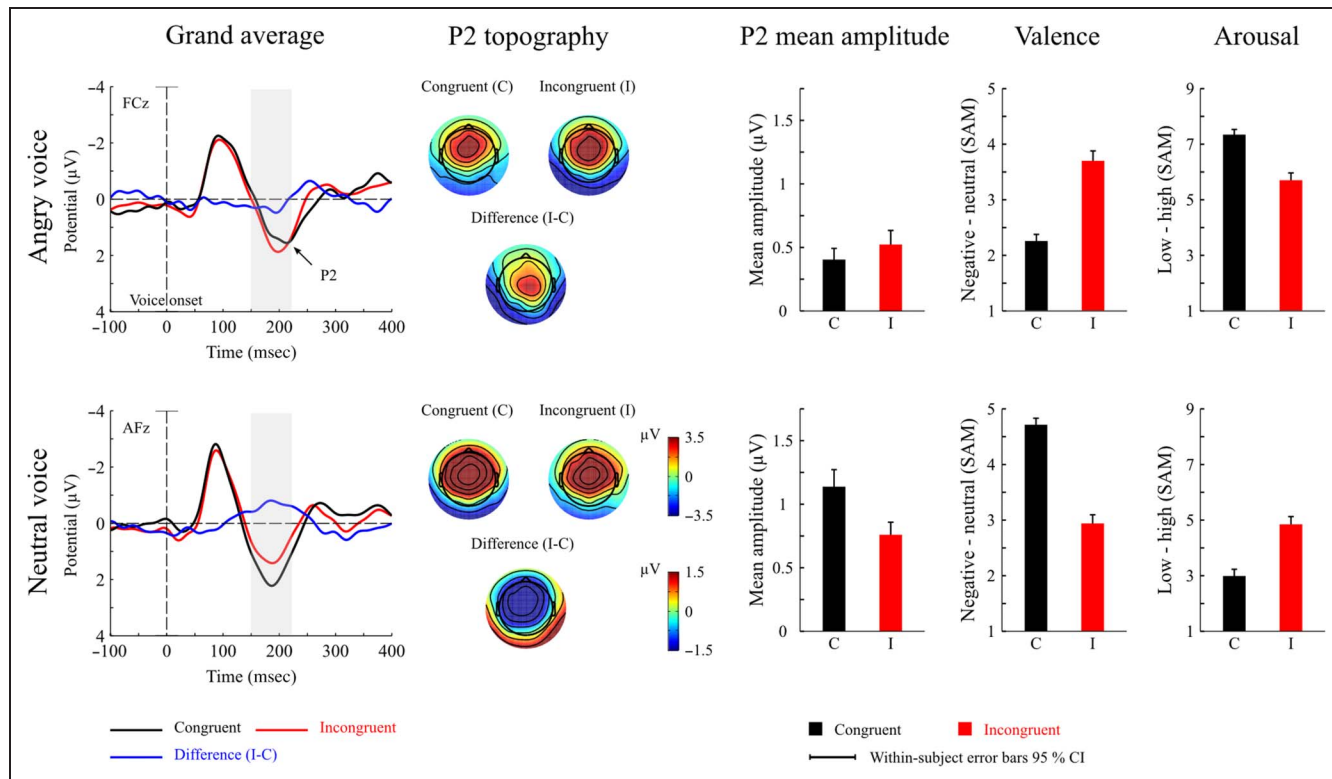 Grand average
P2 topography
P2 mean amplitude
Valence
Arousal
Angry voice
−4
−2
0
2
4
Potential (µV)
FCz
P2
Voice onset
−100 0 100 200 300 400
Time (msec)
Congruent (C)
Incongruent (I)
Difference (I-C)
Mean amplitude (µV)
1.5
1
0.5
0
C I
Negative - neutral (SAM)
5
4
3
2
1
C I
Low - high (SAM)
9
7
5
3
1
C I
Neutral voice
−4
−2
0
2
4
Potential (µV)
AFz
−100 0 100 200 300 400
Time (msec)
Congruent (C)
Incongruent (I)
Difference (I-C)
µV
3.5
0
−3.5
µV
1.5
0
−1.5
Mean amplitude (µV)
1.5
1
0.5
0
C I
Negative - neutral (SAM)
5
4
3
2
1
C I
Low - high (SAM)
9
7
5
3
1
C I
Congruent
Incongruent
Difference (I-C)
Congruent
Incongruent
Within-subject error bars 95 % CI